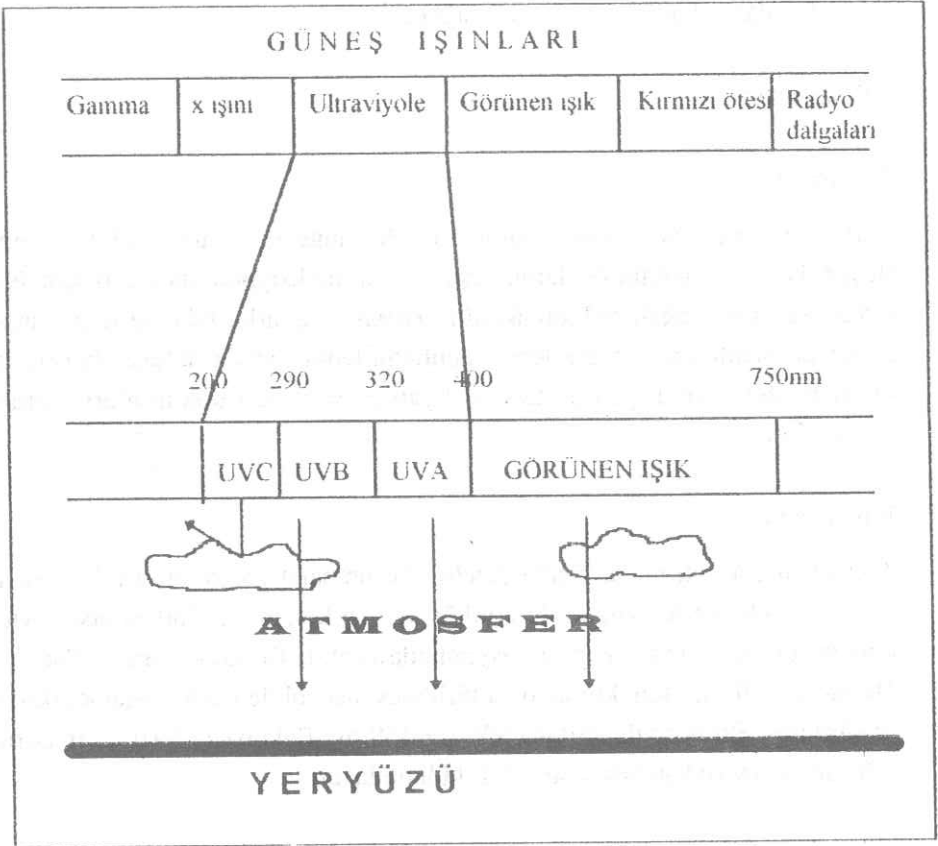 GÜNEŞ IŞINLARI
Gamma x ışını Ultraviyole Görünen ışık Kırmızı ötesi Radyo
dalgaları
200 290 320 400 750nm
UVC UVB UVA GÖRÜNEN IŞIK
ATMOSFER
YERYÜZÜ